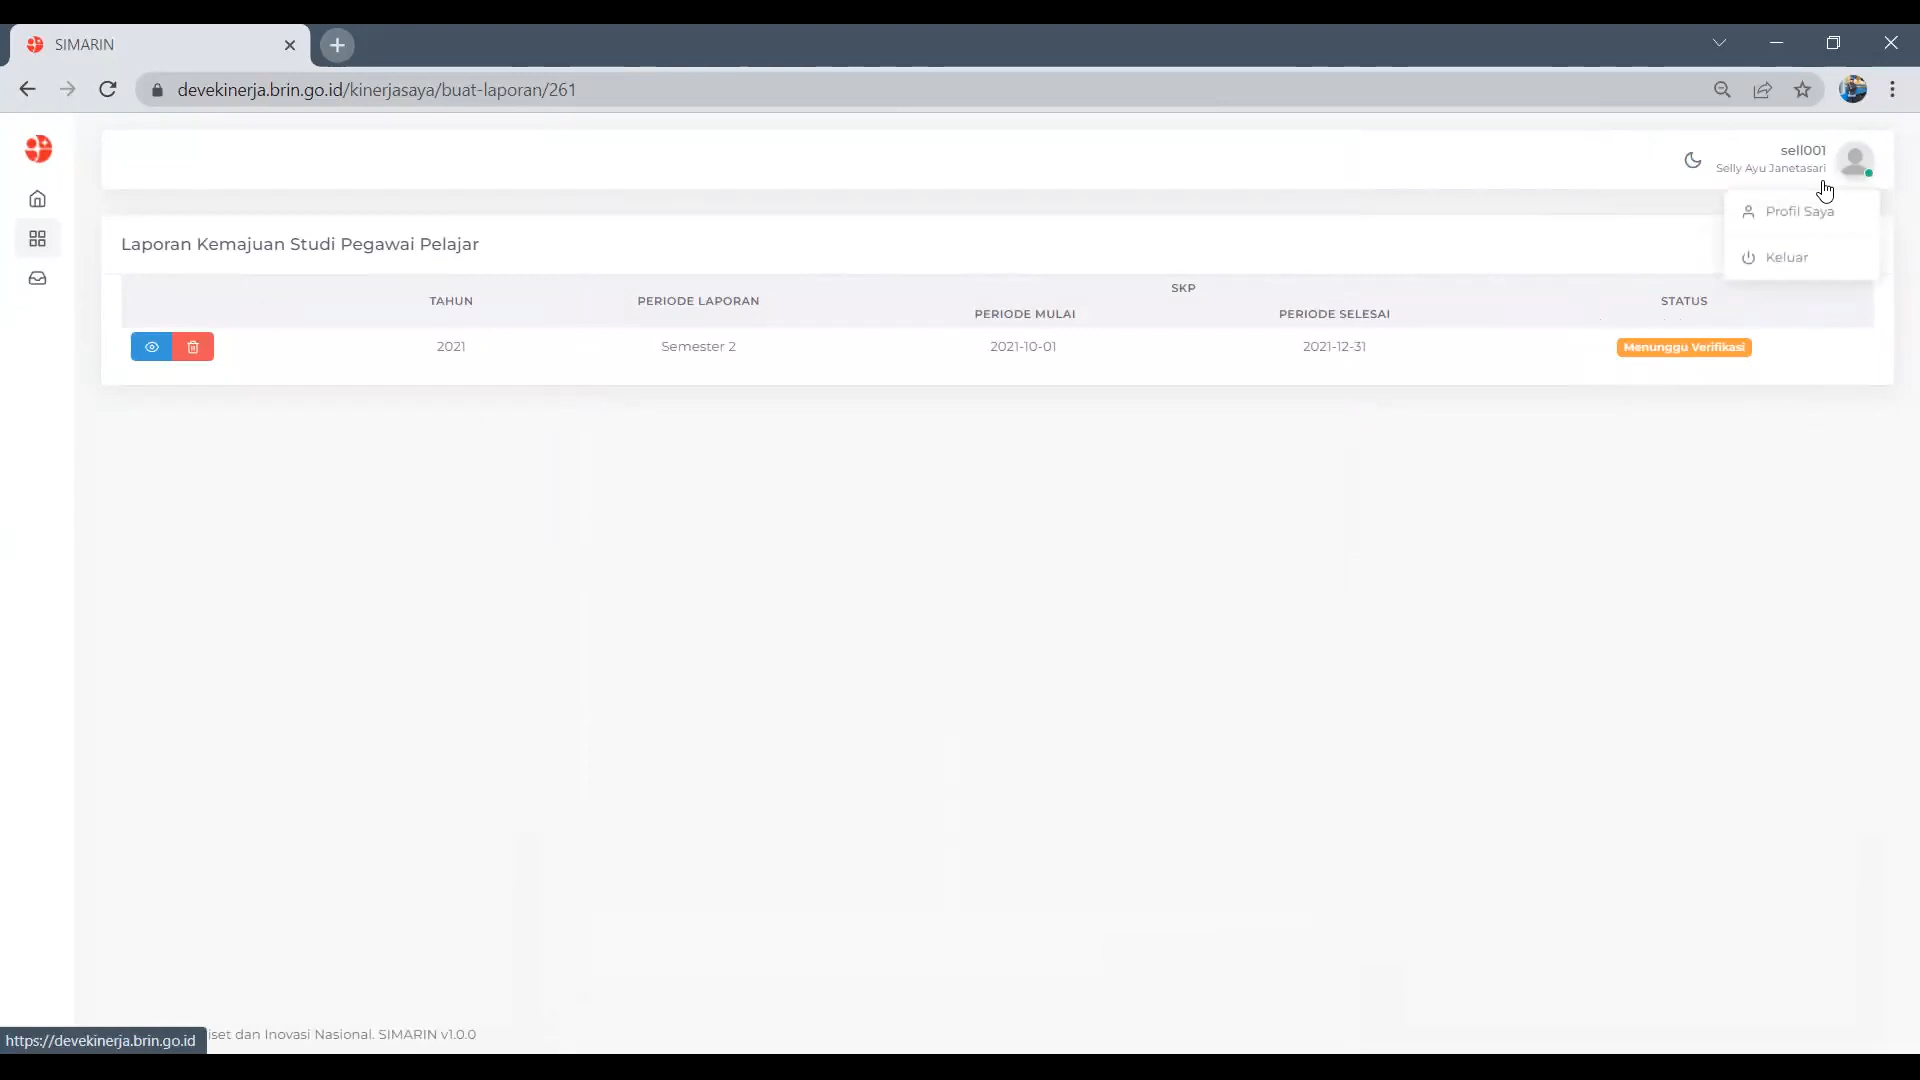 SIMARIN
devekinerja.brin.go.id/kinerjasaya/buat-laporan/261
sell001
Selly Ayu Janetasari
Profil Saya
Keluar
Laporan Kemajuan Studi Pegawai Pelajar
TAHUN PERIODE LAPORAN SKP STATUS
PERIODE MULAI PERIODE SELESAI
2021 Semester 2 2021-10-01 2021-12-31 Menunggu Verifikasi
iset dan Inovasi Nasional. SIMARIN v1.0.0
https://devekinerja.brin.go.id